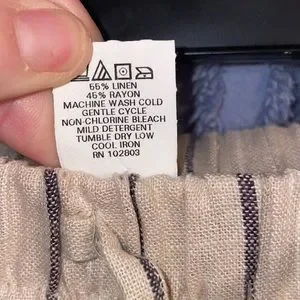 55% LINEN
45% RAYON
MACHINE WASH COLD
GENTLE CYCLE
NON-CHLORINE BLEACH
MILD DETERGENT
TUMBLE DRY LOW
COOL IRON
RN 102803